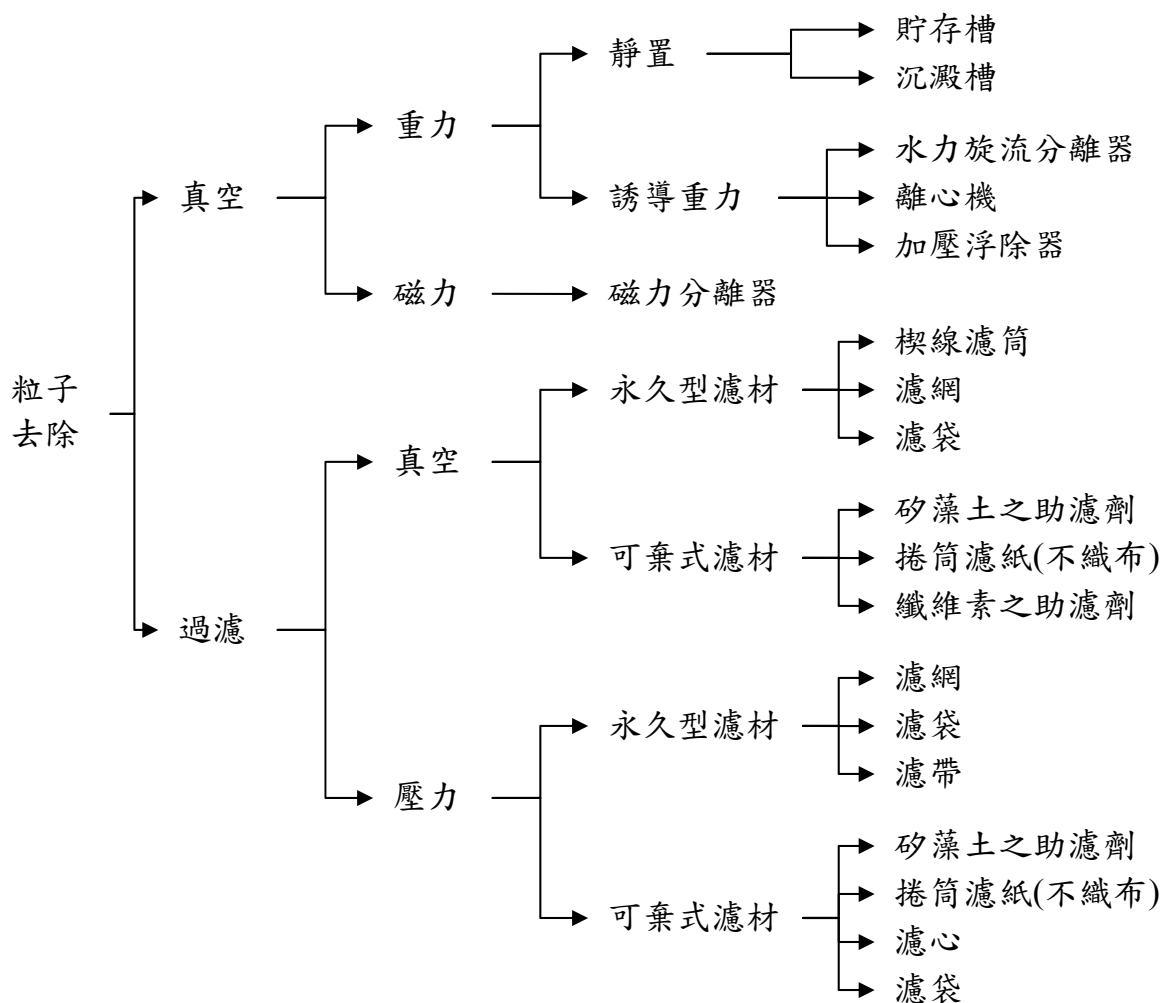 貯存槽
靜置
沉澱槽
重力
水力旋流分離器
真空
誘導重力
離心機
加壓浮除器
磁力
磁力分離器
楔線濾筒
粒子
去除
永久型濾材
濾網
濾袋
真空
矽藻土之助濾劑
可棄式濾材
捲筒濾紙(不織布)
纖維素之助濾劑
過濾
濾網
永久型濾材
濾袋
濾帶
壓力
矽藻土之助濾劑
捲筒濾紙(不織布)
可棄式濾材
濾心
濾袋